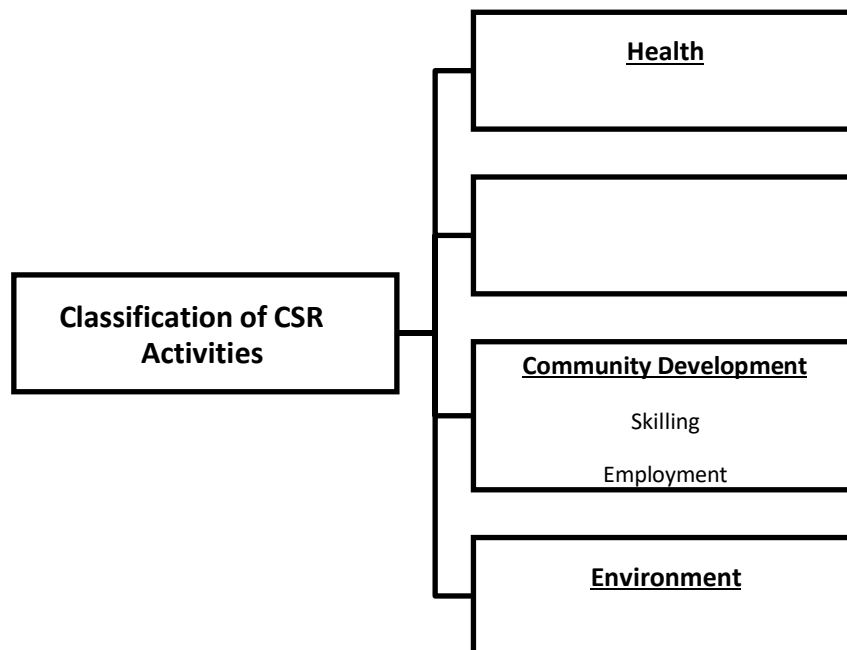 Health
Classification of CSR
Activities
Community Development
Skilling
Employment
Environment